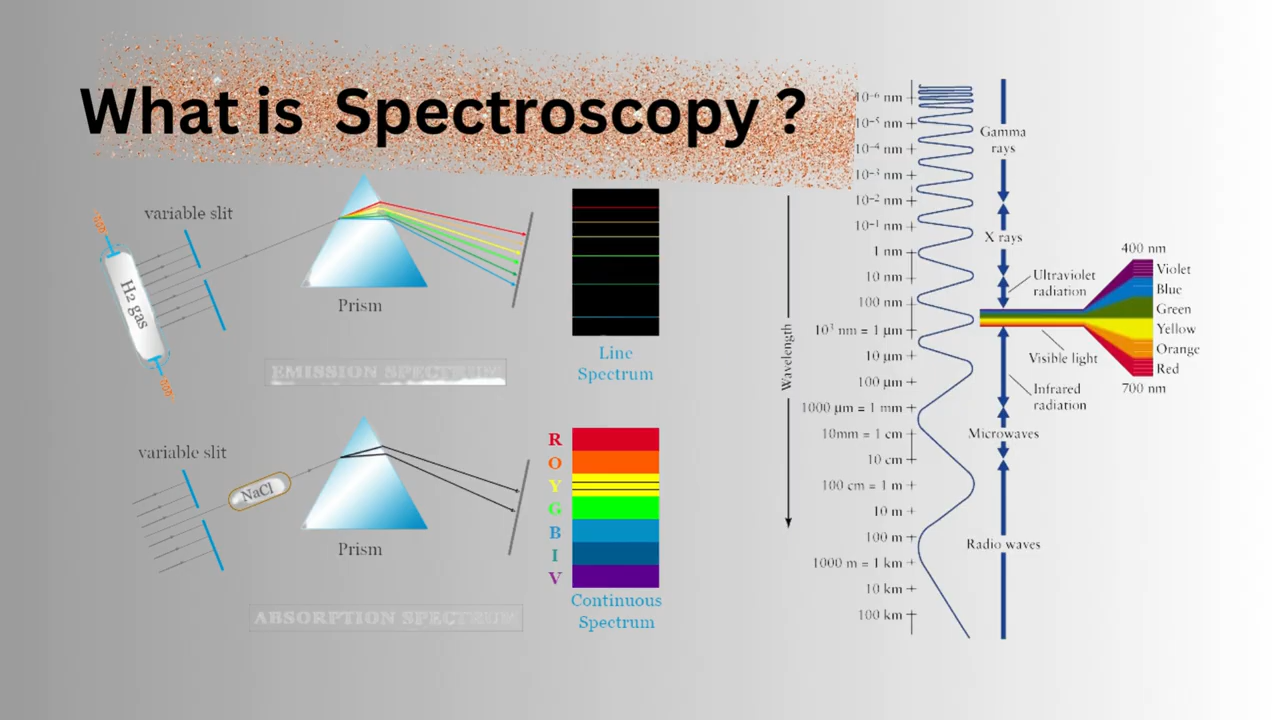 What is Spectroscopy ?
variable slit
H2 gas
Prism
EMISSION SPECTRUM
Line
Spectrum
variable slit
NaCl
Prism
ABSORPTION SPECTRUM
R
O
Y
G
B
I
V
Continuous
Spectrum
Wavelength
10⁻⁶ nm
10⁻⁵ nm
10⁻⁴ nm
10⁻³ nm
10⁻² nm
10⁻¹ nm
1 nm
10 nm
100 nm
10³ nm = 1 µm
10 µm
100 µm
1000 µm = 1 mm
10mm = 1 cm
10 cm
100 cm = 1 m
10 m
100 m
1000 m = 1 km
10 km
100 km
Gamma
rays
X rays
Ultraviolet
radiation
Visible light
Infrared
radiation
Microwaves
Radio waves
400 nm
Violet
Blue
Green
Yellow
Orange
Red
700 nm